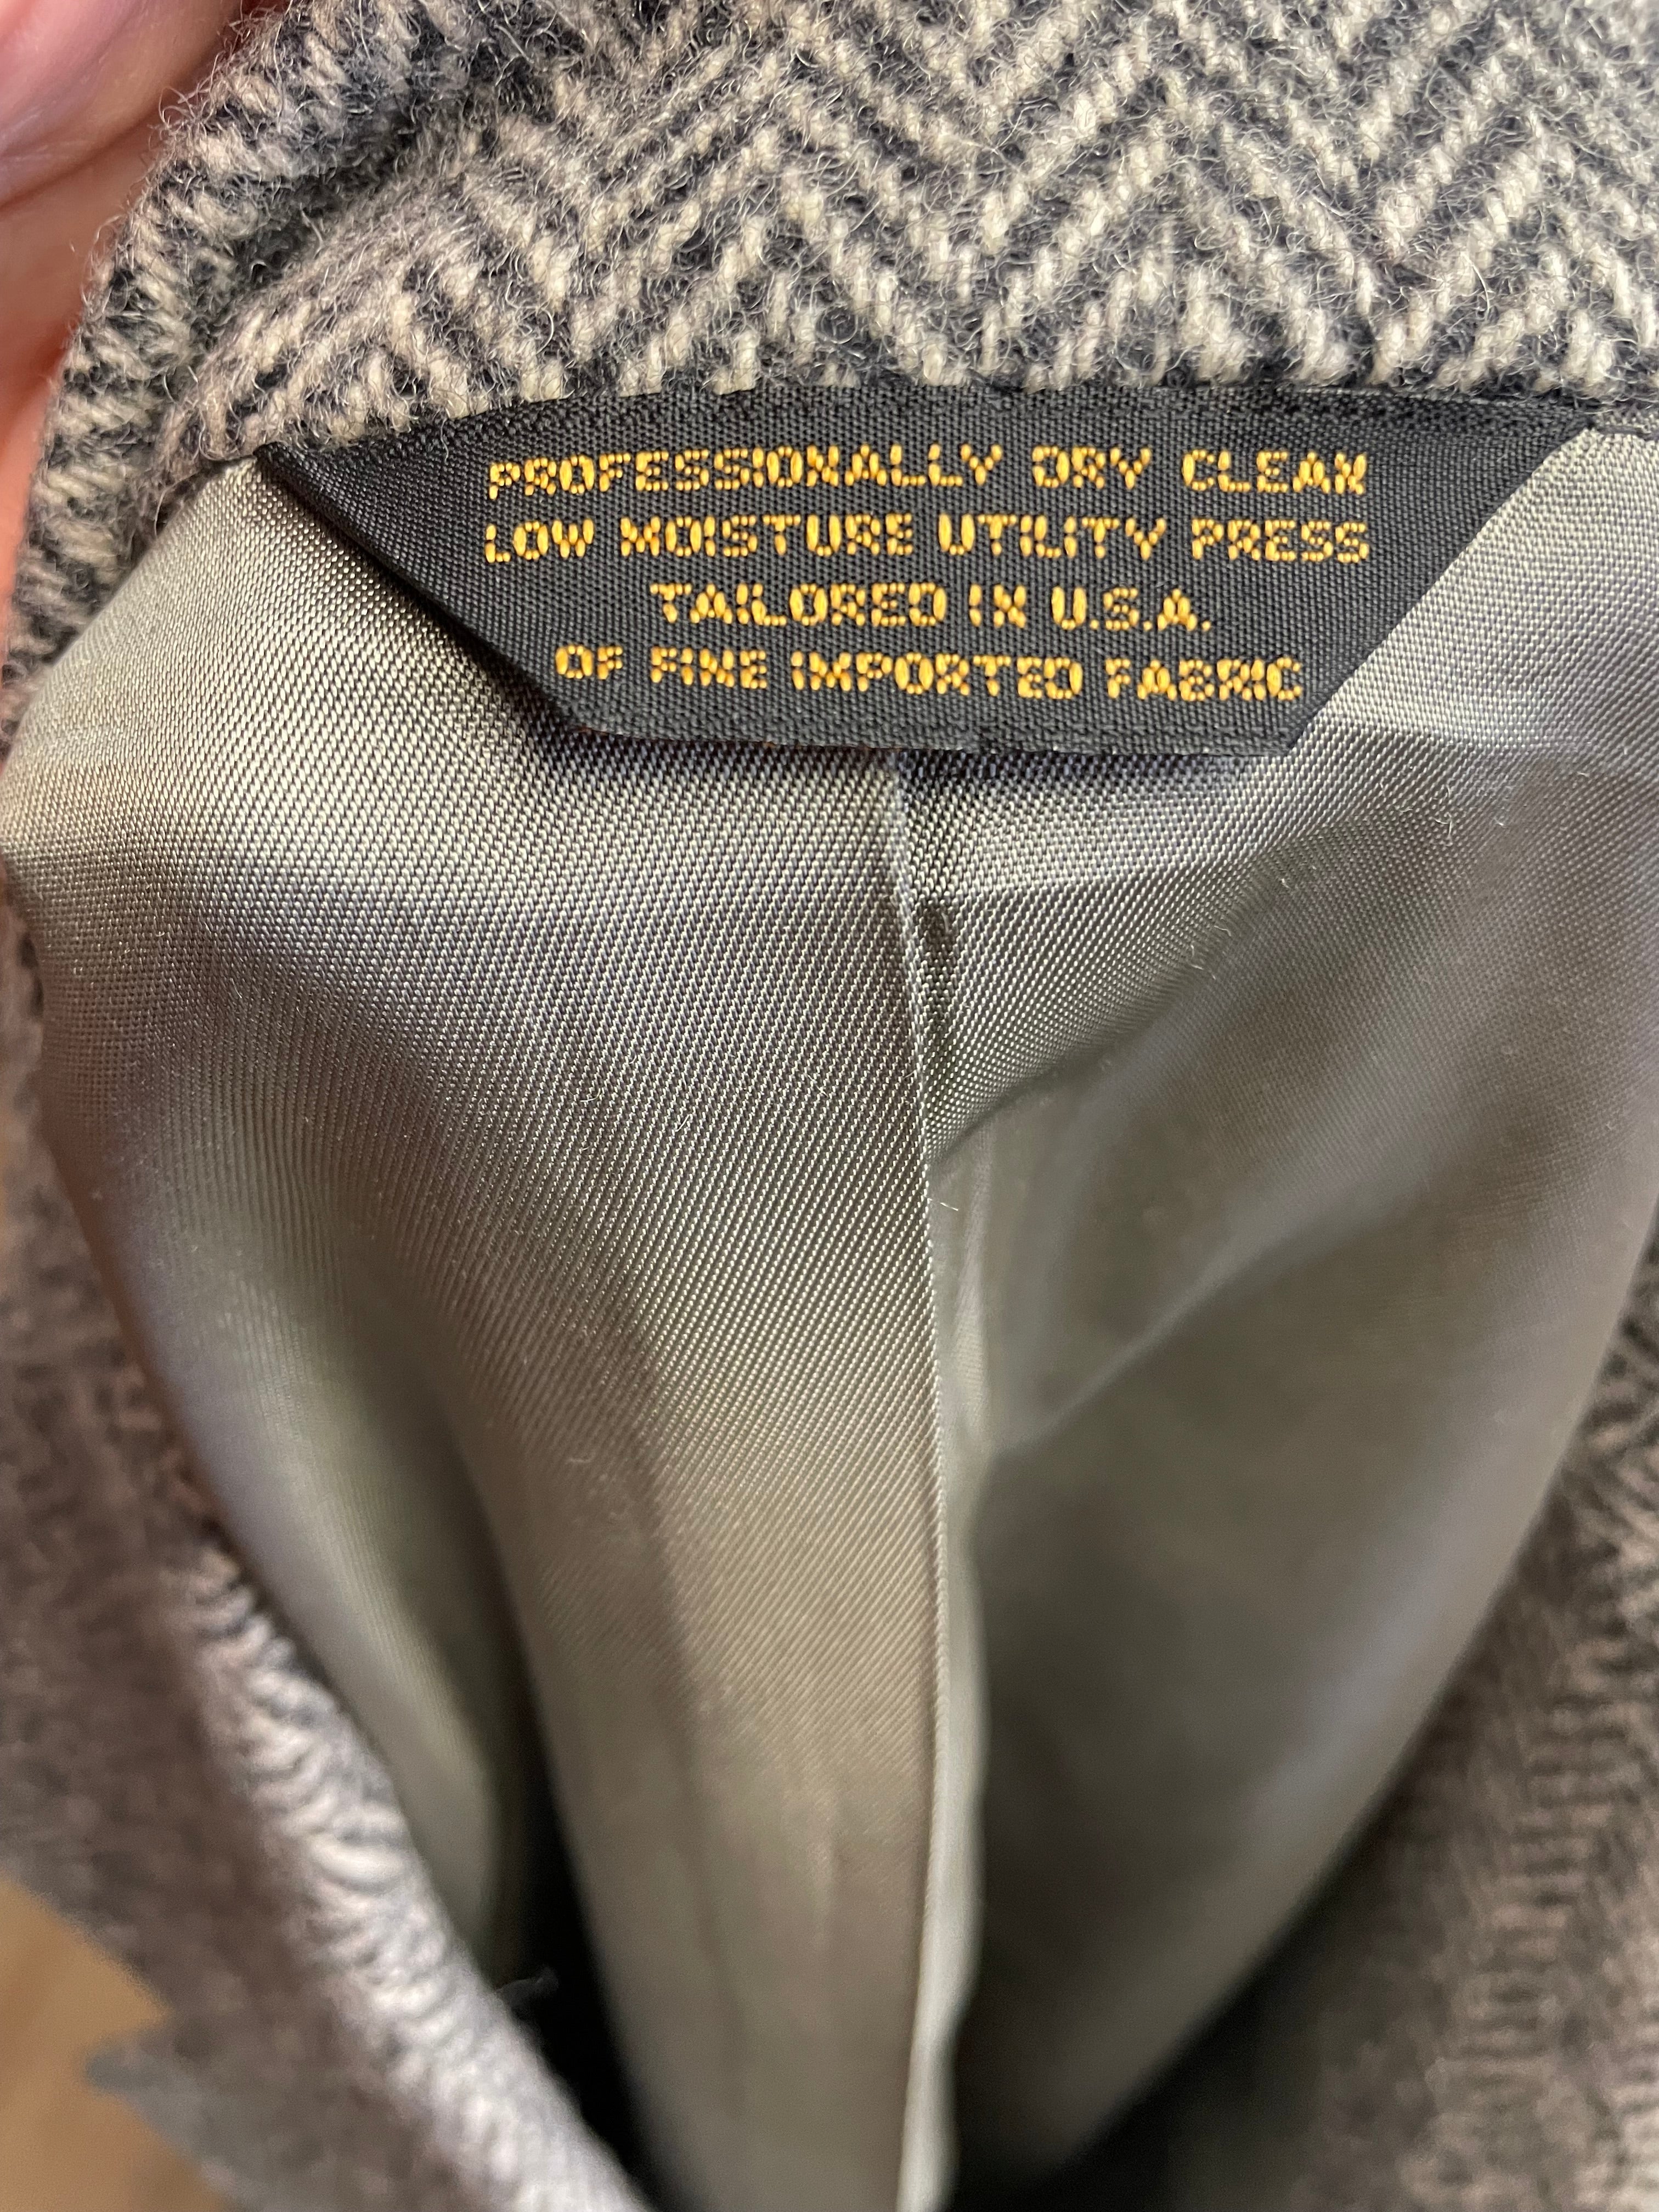 PROFESSIONALLY DRY CLEAN
LOW MOISTURE UTILITY PRESS
TAILORED IN U.S.A.
OF FINE IMPORTED FABRIC